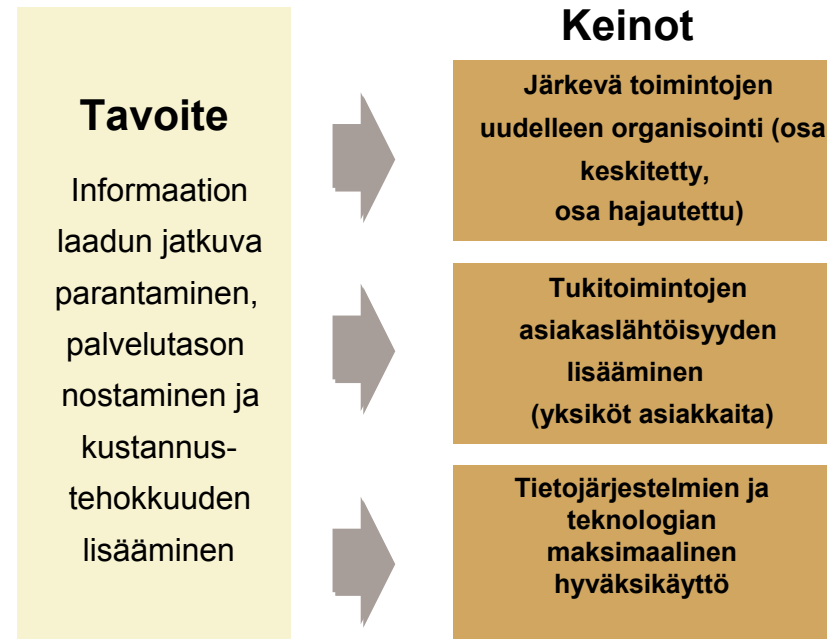 Tavoite
Informaation
laadun jatkuva
parantaminen,
palvelutason
nostaminen ja
kustannus-
tehokkuuden
lisääminen
Keinot
Järkevä toimintojen
uudelleen organisointi (osa
keskitetty,
osa hajautettu)
Tukitoimintojen
asiakaslähtöisyyden
lisääminen
(yksiköt asiakkaita)
Tietojärjestelmien ja
teknologian
maksimaalinen
hyväksikäyttö